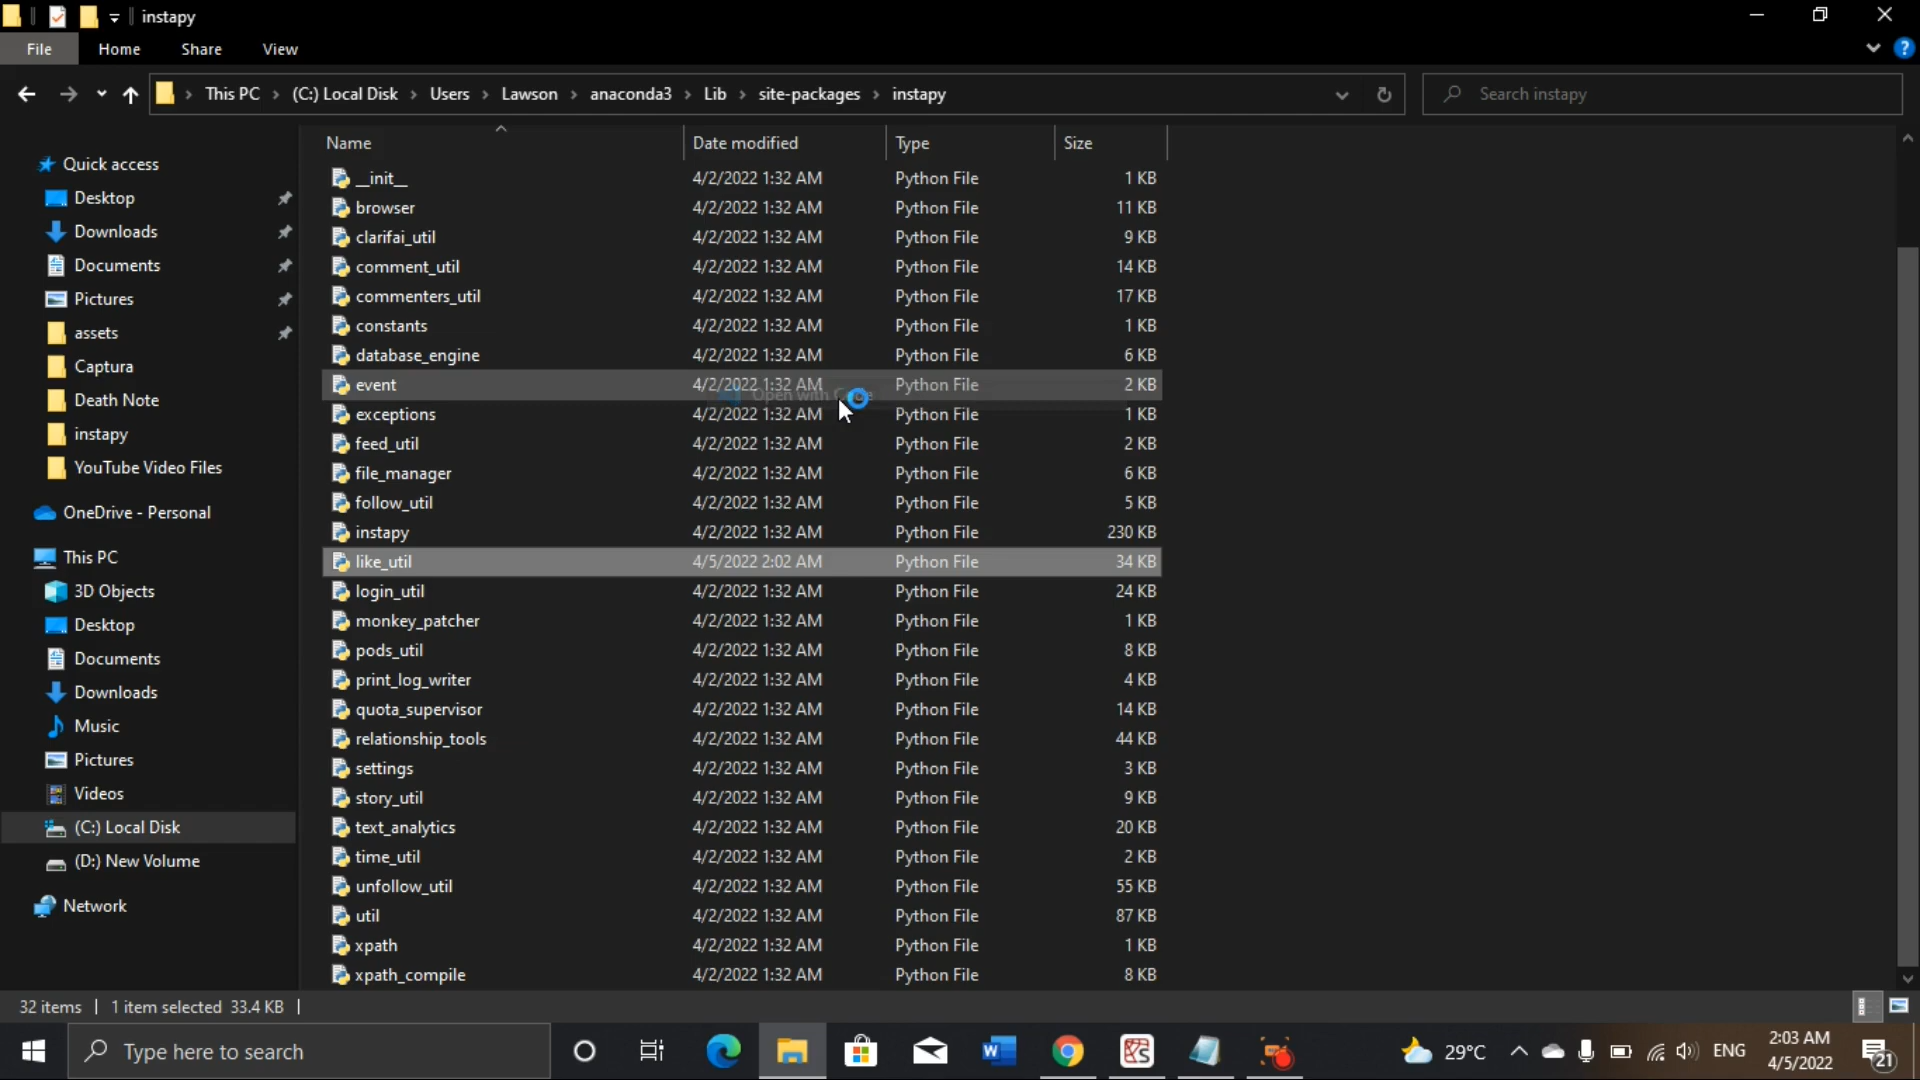 instapy
File Home Share View
This PC (C:) Local Disk Users Lawson anaconda3 Lib site-packages instapy
Search instapy
Name Date modified Type Size
Quick access
Desktop
Downloads
Documents
Pictures
assets
Captura
Death Note
instapy
YouTube Video Files
OneDrive - Personal
This PC
3D Objects
Desktop
Documents
Downloads
Music
Pictures
Videos
(C:) Local Disk
(D:) New Volume
Network
__init__ 4/2/2022 1:32 AM Python File 1 KB
browser 4/2/2022 1:32 AM Python File 11 KB
clarifai_util 4/2/2022 1:32 AM Python File 9 KB
comment_util 4/2/2022 1:32 AM Python File 14 KB
commenters_util 4/2/2022 1:32 AM Python File 17 KB
constants 4/2/2022 1:32 AM Python File 1 KB
database_engine 4/2/2022 1:32 AM Python File 6 KB
event 4/2/2022 1:32 AM Python File 2 KB
Open with
exceptions 4/2/2022 1:32 AM Python File 1 KB
feed_util 4/2/2022 1:32 AM Python File 2 KB
file_manager 4/2/2022 1:32 AM Python File 6 KB
follow_util 4/2/2022 1:32 AM Python File 5 KB
instapy 4/2/2022 1:32 AM Python File 230 KB
like_util 4/5/2022 2:02 AM Python File 34 KB
login_util 4/2/2022 1:32 AM Python File 24 KB
monkey_patcher 4/2/2022 1:32 AM Python File 1 KB
pods_util 4/2/2022 1:32 AM Python File 8 KB
print_log_writer 4/2/2022 1:32 AM Python File 4 KB
quota_supervisor 4/2/2022 1:32 AM Python File 14 KB
relationship_tools 4/2/2022 1:32 AM Python File 44 KB
settings 4/2/2022 1:32 AM Python File 3 KB
story_util 4/2/2022 1:32 AM Python File 9 KB
text_analytics 4/2/2022 1:32 AM Python File 20 KB
time_util 4/2/2022 1:32 AM Python File 2 KB
unfollow_util 4/2/2022 1:32 AM Python File 55 KB
util 4/2/2022 1:32 AM Python File 87 KB
xpath 4/2/2022 1:32 AM Python File 1 KB
xpath_compile 4/2/2022 1:32 AM Python File 8 KB
32 items 1 item selected 33.4 KB
Type here to search
29°C
ENG
2:03 AM
4/5/2022
21